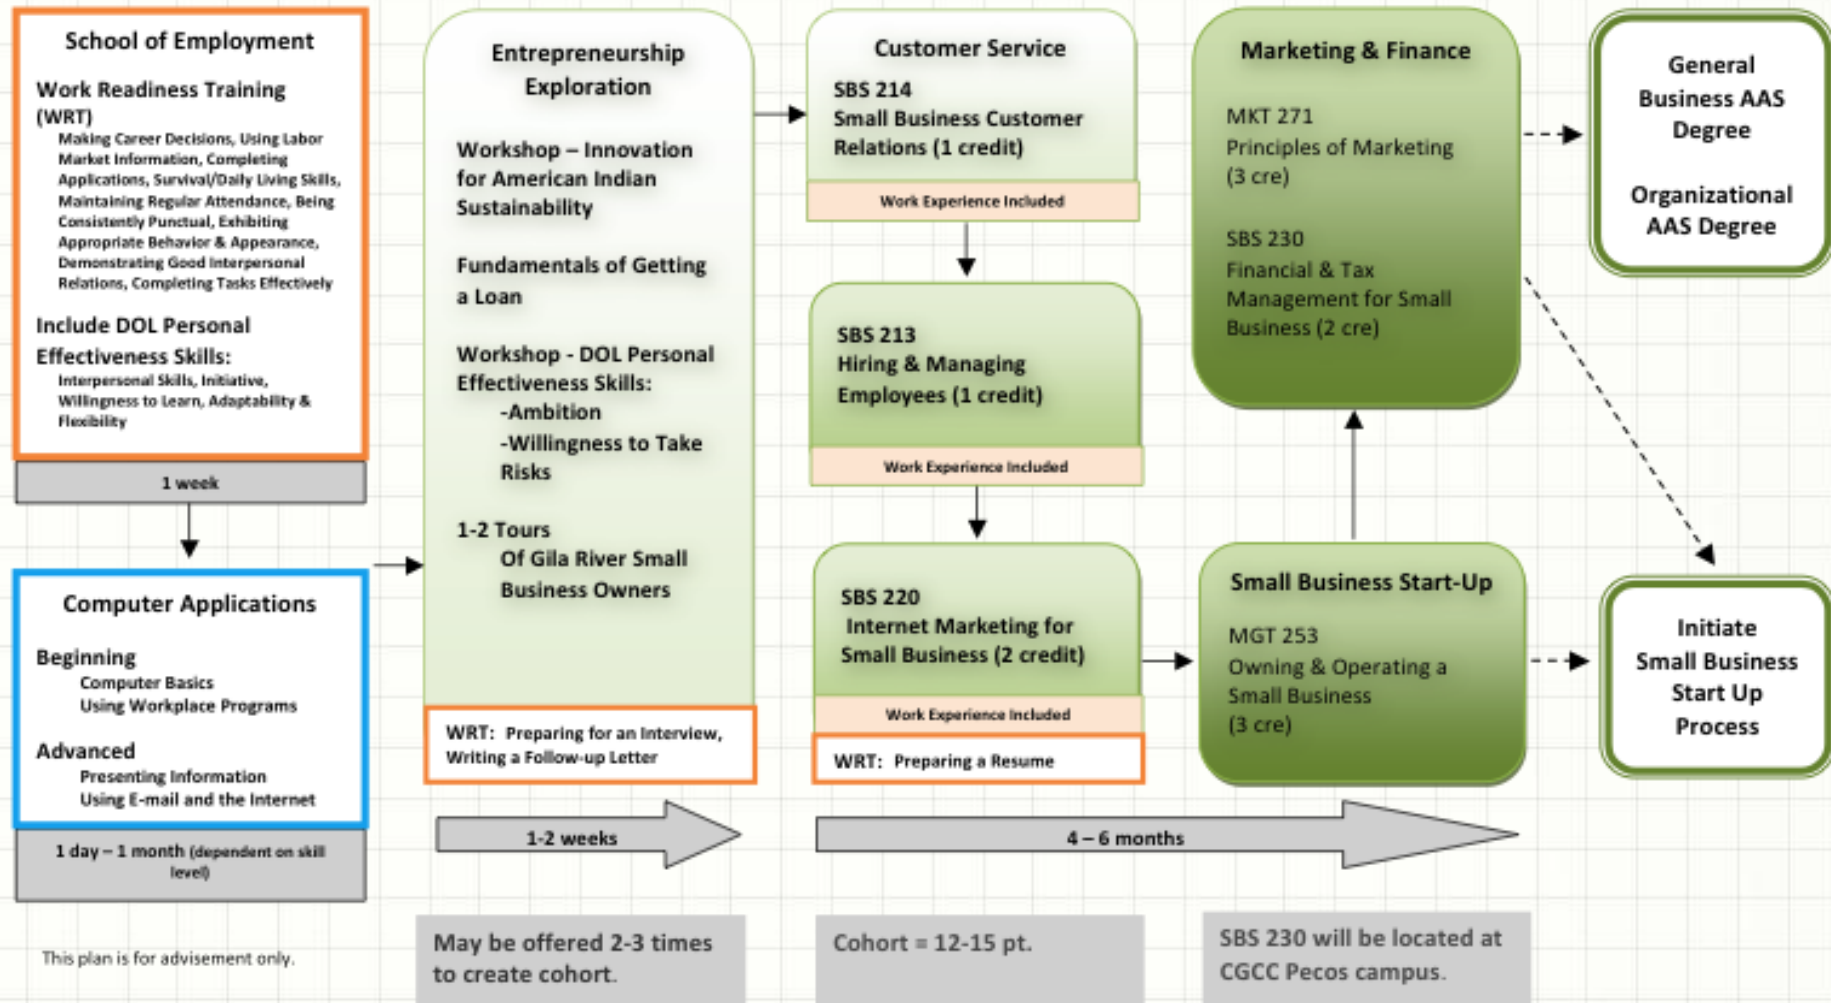 School of Employment
Work Readiness Training
(WRT)
Making Career Decisions, Using Labor
Market Information, Completing
Applications, Survival/Daily Living Skills,
Maintaining Regular Attendance, Being
Consistently Punctual, Exhibiting
Appropriate Behavior & Appearance,
Demonstrating Good Interpersonal
Relations, Completing Tasks Effectively
Include DOL Personal
Effectiveness Skills:
Interpersonal Skills, Initiative,
Willingness to Learn, Adaptability &
Flexibility
1 week
Computer Applications
Beginning
Computer Basics
Using Workplace Programs
Advanced
Presenting Information
Using E-mail and the Internet
1 day – 1 month (dependent on skill
level)
This plan is for advisement only.
Entrepreneurship
Exploration
Workshop – Innovation
for American Indian
Sustainability
Fundamentals of Getting
a Loan
Workshop - DOL Personal
Effectiveness Skills:
-Ambition
-Willingness to Take
Risks
1-2 Tours
Of Gila River Small
Business Owners
WRT: Preparing for an Interview,
Writing a Follow-up Letter
1-2 weeks
May be offered 2-3 times
to create cohort.
Customer Service
SBS 214
Small Business Customer
Relations (1 credit)
Work Experience Included
SBS 213
Hiring & Managing
Employees (1 credit)
Work Experience Included
SBS 220
Internet Marketing for
Small Business (2 credit)
Work Experience Included
WRT: Preparing a Resume
4 – 6 months
Cohort = 12-15 pt.
Marketing & Finance
MKT 271
Principles of Marketing
(3 cre)
SBS 230
Financial & Tax
Management for Small
Business (2 cre)
Small Business Start-Up
MGT 253
Owning & Operating a
Small Business
(3 cre)
SBS 230 will be located at
CGCC Pecos campus.
General
Business AAS
Degree
Organizational
AAS Degree
Initiate
Small Business
Start Up
Process